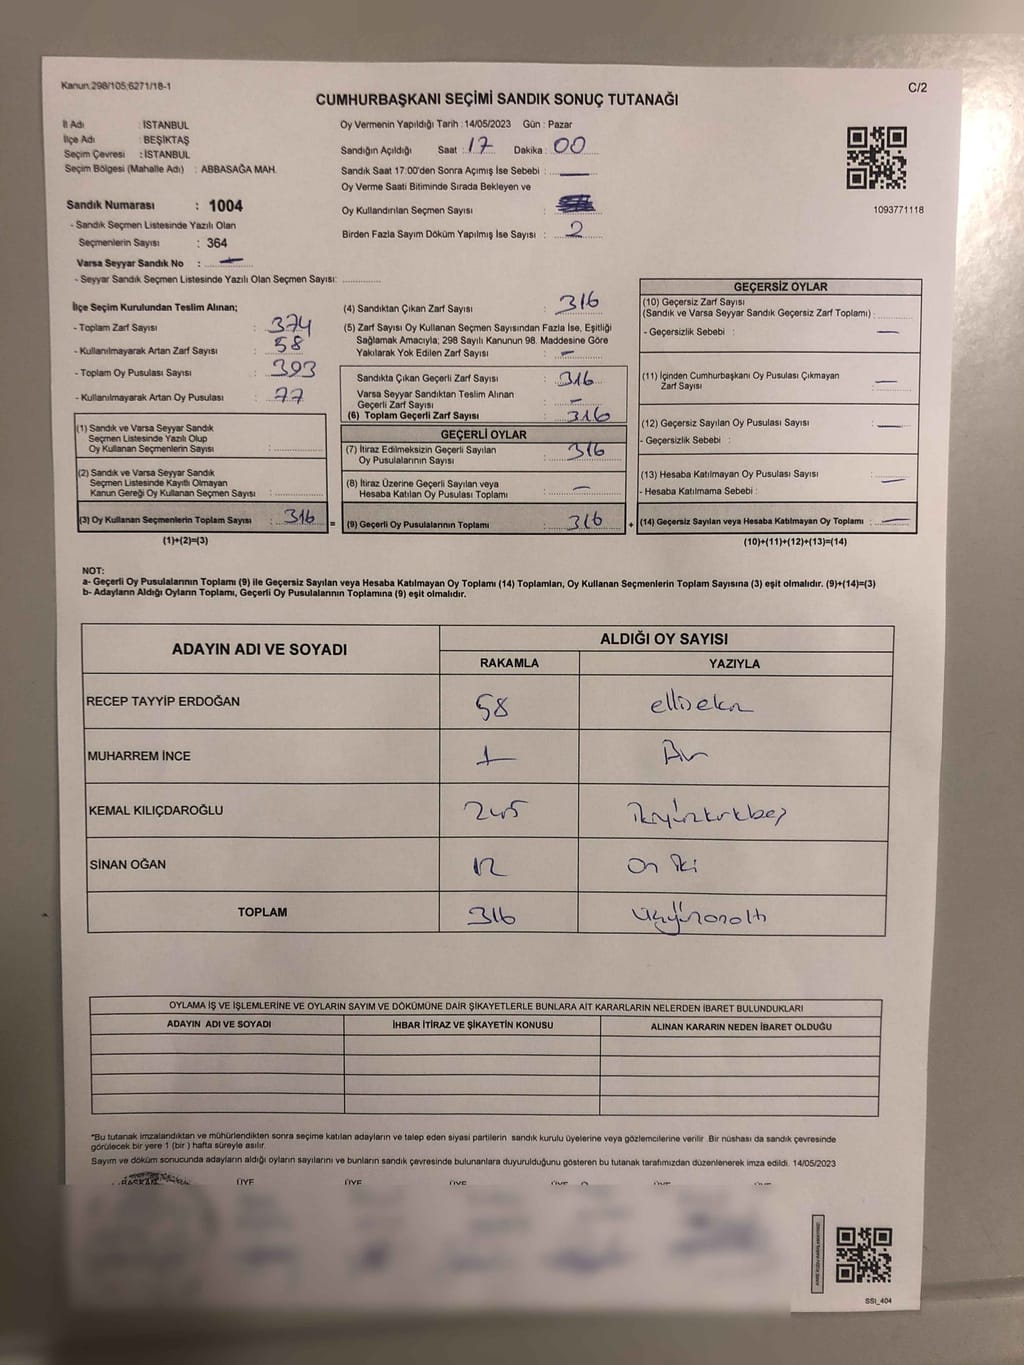 Kanun.298/105;6271/18-1
C/2
CUMHURBAŞKANI SEÇİMİ SANDIK SONUÇ TUTANAĞI
İl Adı : İSTANBUL
İlçe Adı : BEŞİKTAŞ
Seçim Çevresi : İSTANBUL
Seçim Bölgesi (Mahalle Adı) : ABBASAĞA MAH.
Sandık Numarası : 1004
- Sandık Seçmen Listesinde Yazılı Olan
Seçmenlerin Sayısı : 364
Varsa Seyyar Sandık No : —
- Seyyar Sandık Seçmen Listesinde Yazılı Olan Seçmen Sayısı:
Oy Vermenin Yapıldığı Tarih :14/05/2023 Gün : Pazar
Sandığın Açıldığı Saat : 17 Dakika : 00
Sandık Saat 17:00'den Sonra Açımış İse Sebebi : —
Oy Verme Saati Bitiminde Sırada Bekleyen ve
Oy Kullandırılan Seçmen Sayısı :
Birden Fazla Sayım Döküm Yapılmış İse Sayısı : 2
1093771118
İlçe Seçim Kurulundan Teslim Alınan;
- Toplam Zarf Sayısı : 374
- Kullanılmayarak Artan Zarf Sayısı : 58
- Toplam Oy Pusulası Sayısı : 393
- Kullanılmayarak Artan Oy Pusulası : 77
(1) Sandık ve Varsa Seyyar Sandık
Seçmen Listesinde Yazılı Olup
Oy Kullanan Seçmenlerin Sayısı :
(2) Sandık ve Varsa Seyyar Sandık
Seçmen Listesinde Kayıtlı Olmayan
Kanun Gereği Oy Kullanan Seçmen Sayısı :
(3) Oy Kullanan Seçmenlerin Toplam Sayısı : 316
(1)+(2)=(3)
(4) Sandıktan Çıkan Zarf Sayısı : 316
(5) Zarf Sayısı Oy Kullanan Seçmen Sayısından Fazla İse, Eşitliği
Sağlamak Amacıyla; 298 Sayılı Kanunun 98. Maddesine Göre
Yakılarak Yok Edilen Zarf Sayısı : —
Sandıkta Çıkan Geçerli Zarf Sayısı : 316
Varsa Seyyar Sandıktan Teslim Alınan
Geçerli Zarf Sayısı : —
(6) Toplam Geçerli Zarf Sayısı : 316
GEÇERLİ OYLAR
(7) İtiraz Edilmeksizin Geçerli Sayılan
Oy Pusulalarının Sayısı : 316
(8) İtiraz Üzerine Geçerli Sayılan veya
Hesaba Katılan Oy Pusulası Toplamı : —
= (9) Geçerli Oy Pusulalarının Toplamı : 316
GEÇERSİZ OYLAR
(10) Geçersiz Zarf Sayısı
(Sandık ve Varsa Seyyar Sandık Geçersiz Zarf Toplamı) :
- Geçersizlik Sebebi : —
(11) İçinden Cumhurbaşkanı Oy Pusulası Çıkmayan
Zarf Sayısı : —
(12) Geçersiz Sayılan Oy Pusulası Sayısı : —
- Geçersizlik Sebebi :
(13) Hesaba Katılmayan Oy Pusulası Sayısı : —
- Hesaba Katılmama Sebebi :
+ (14) Geçersiz Sayılan veya Hesaba Katılmayan Oy Toplamı : —
(10)+(11)+(12)+(13)=(14)
NOT:
a- Geçerli Oy Pusulalarının Toplamı (9) ile Geçersiz Sayılan veya Hesaba Katılmayan Oy Toplamı (14) Toplamları, Oy Kullanan Seçmenlerin Toplam Sayısına (3) eşit olmalıdır. (9)+(14)=(3)
b- Adayların Aldığı Oyların Toplamı, Geçerli Oy Pusulalarının Toplamına (9) eşit olmalıdır.
ADAYIN ADI VE SOYADI ALDIĞI OY SAYISI
RAKAMLA YAZIYLA
RECEP TAYYİP ERDOĞAN 58 ellisekiz
MUHARREM İNCE 1 Bir
KEMAL KILIÇDAROĞLU 245 ikiyüzkırkbeş
SİNAN OĞAN 12 on iki
TOPLAM 316 üçyüzonaltı
OYLAMA İŞ VE İŞLEMLERİNE VE OYLARIN SAYIM VE DÖKÜMÜNE DAİR ŞİKAYETLERLE BUNLARA AİT KARARLARIN NELERDEN İBARET BULUNDUKLARI
ADAYIN ADI VE SOYADI İHBAR İTİRAZ VE ŞİKAYETİN KONUSU ALINAN KARARIN NEDEN İBARET OLDUĞU
*Bu tutanak imzalandıktan ve mühürlendikten sonra seçime katılan adayların ve talep eden siyasi partilerin sandık kurulu üyelerine veya gözlemcilerine verilir. Bir nüshası da sandık çevresinde
görülecek bir yere 1 (bir ) hafta süreyle asılır.
Sayım ve döküm sonucunda adayların aldığı oyların sayılarını ve bunların sandık çevresinde bulunanlara duyurulduğunu gösteren bu tutanak tarafımızdan düzenlenerek imza edildi. 14/05/2023
BAŞKAN ÜYE ÜYE ÜYE ÜYE ÜYE ÜYE
SSI_404